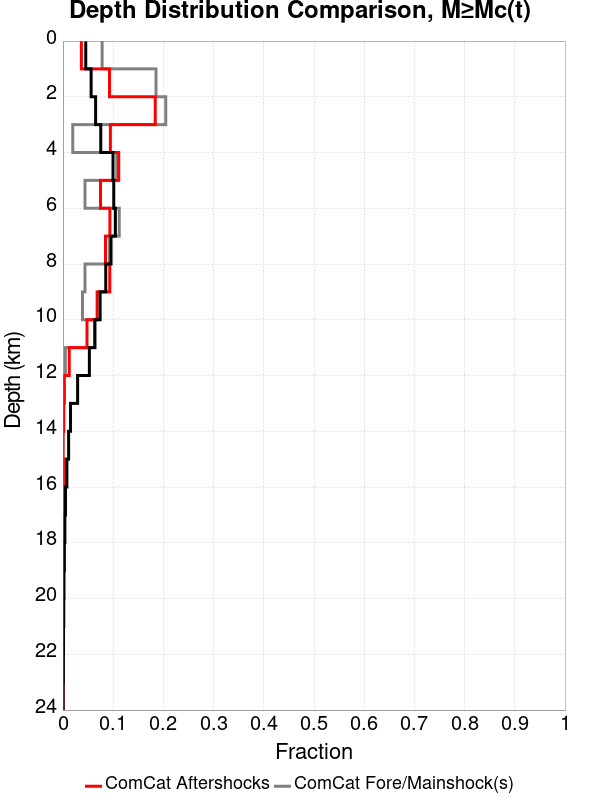 Depth Distribution Comparison, M≥Mc(t)
0
2
4
6
8
10
12
14
16
18
20
22
24
Depth (km)
0 0.1 0.2 0.3 0.4 0.5 0.6 0.7 0.8 0.9 1
Fraction
ComCat Aftershocks ComCat Fore/Mainshock(s)